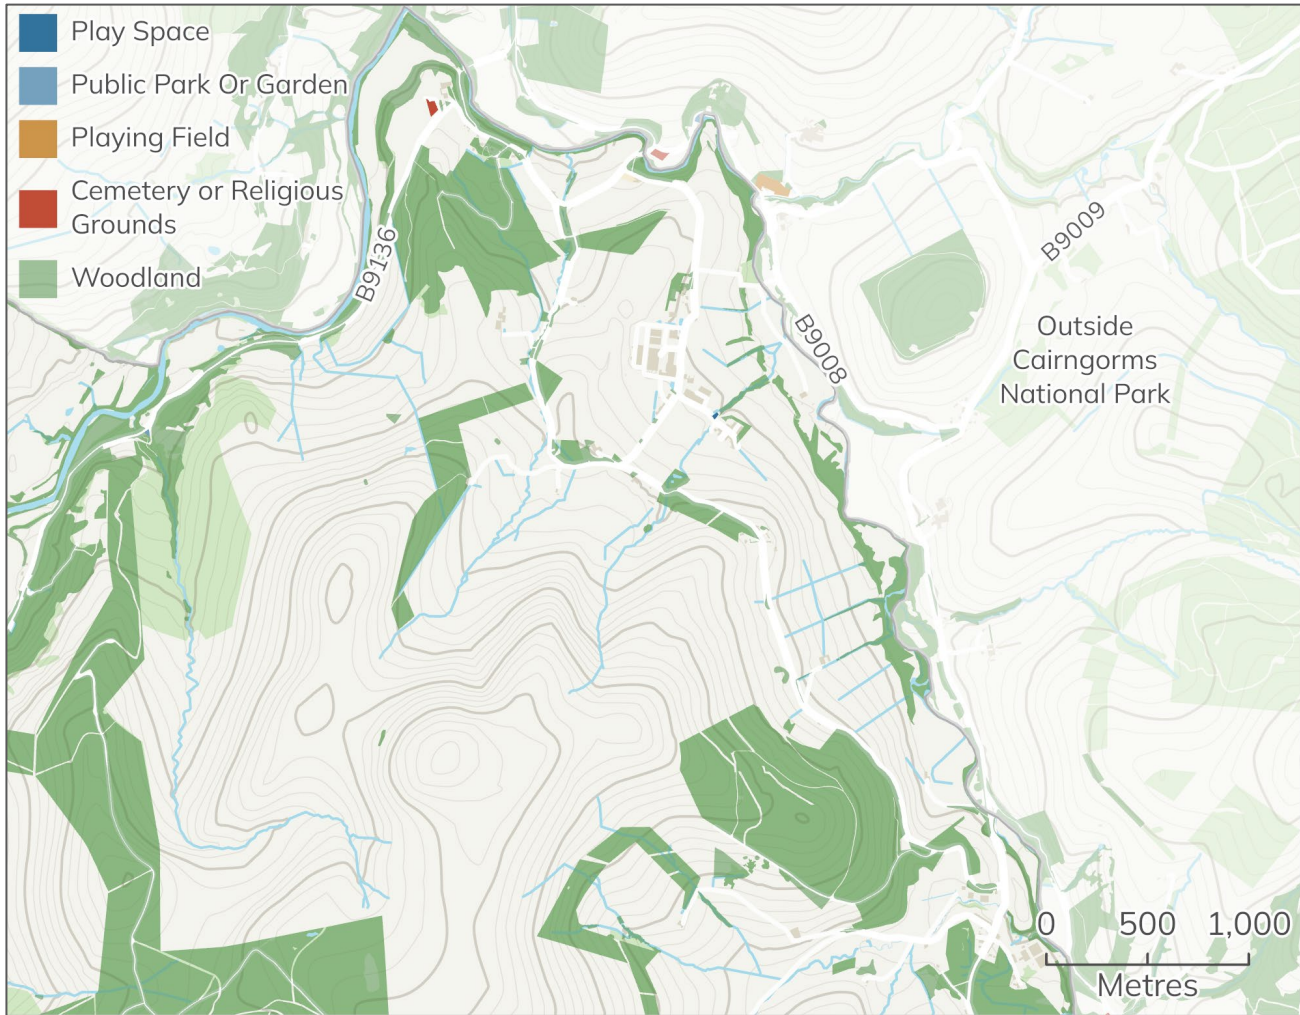 Play Space
Public Park Or Garden
Playing Field
Cemetery or Religious
Grounds
Woodland
B9136
B9009
B9008
Outside
Cairngorms
National Park
0 500 1,000
Metres